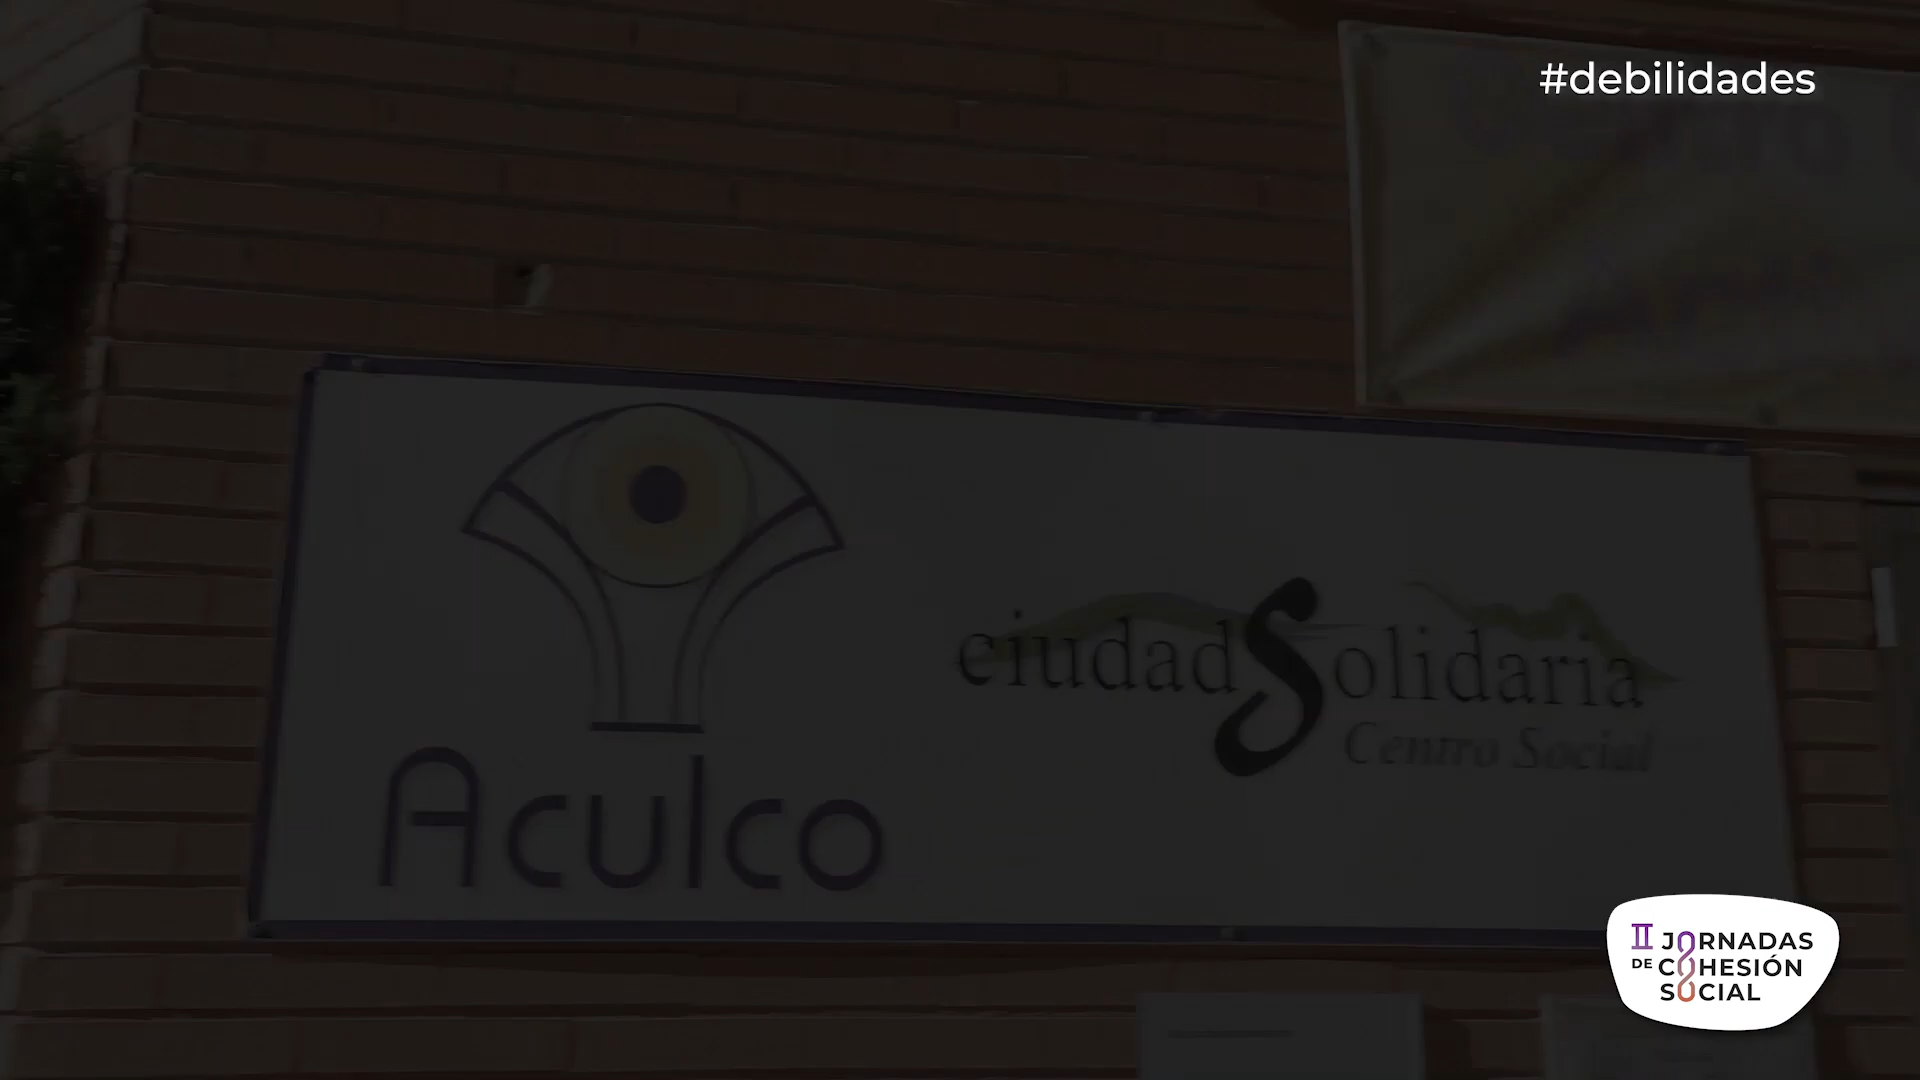 #debilidades
Aculco
ciudadSolidaria
Centro Social
II JORNADAS
DE COHESIÓN
SOCIAL